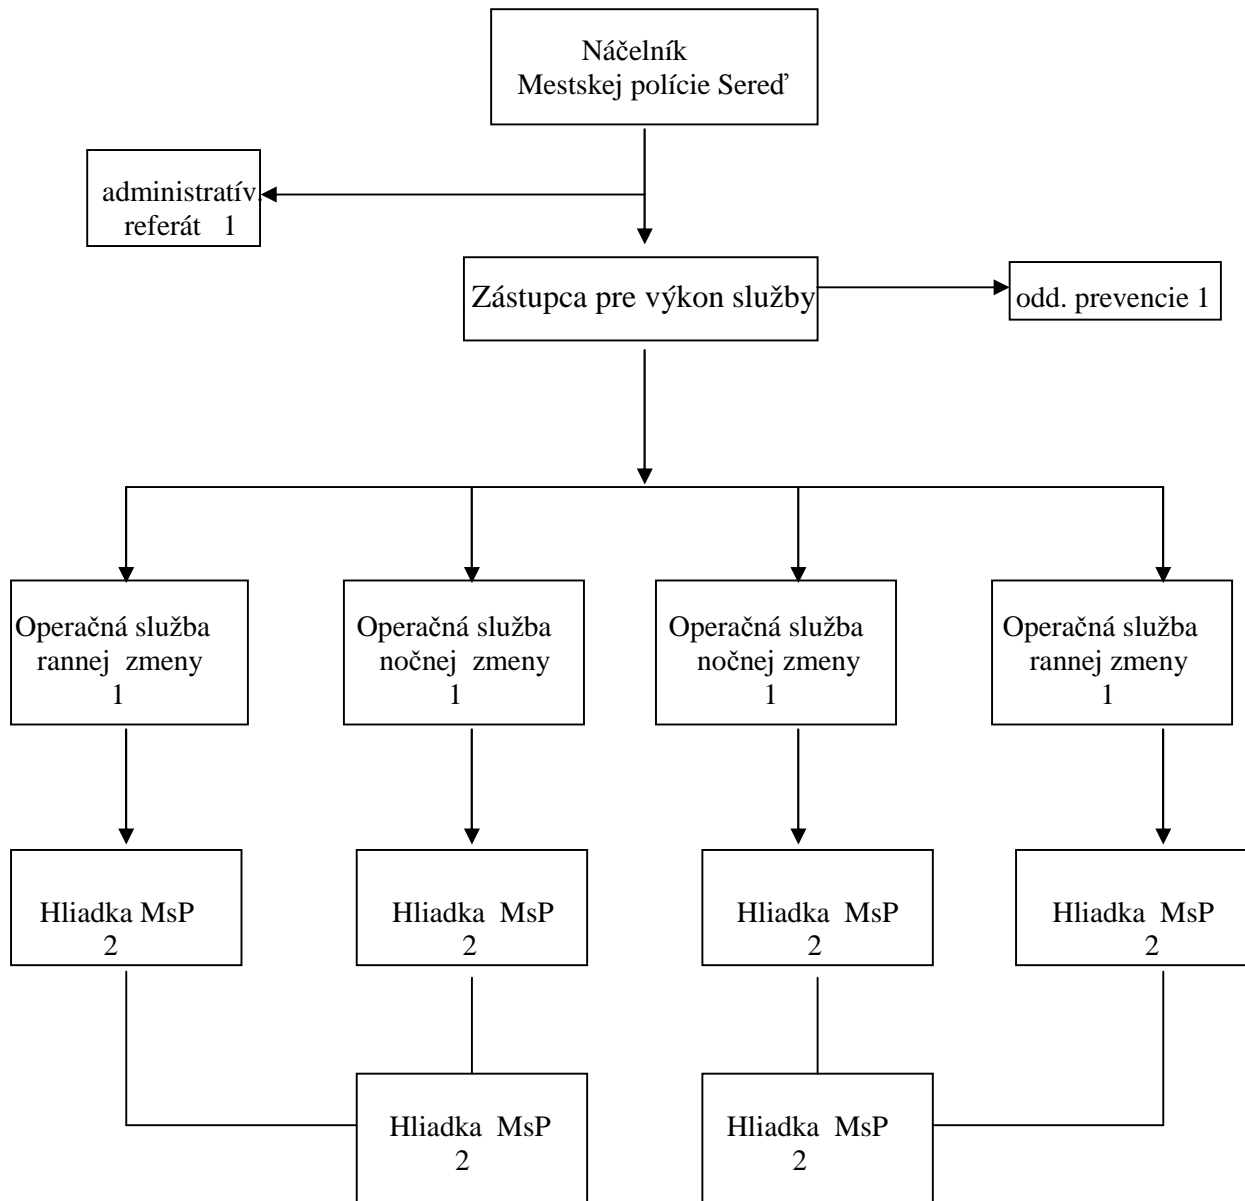 Náčelník
Mestskej polície Sereď
administratív.
referát 1
Zástupca pre výkon služby
odd. prevencie 1
Operačná služba
rannej zmeny
1
Operačná služba
nočnej zmeny
1
Operačná služba
nočnej zmeny
1
Operačná služba
rannej zmeny
1
Hliadka MsP
2
Hliadka MsP
2
Hliadka MsP
2
Hliadka MsP
2
Hliadka MsP
2
Hliadka MsP
2